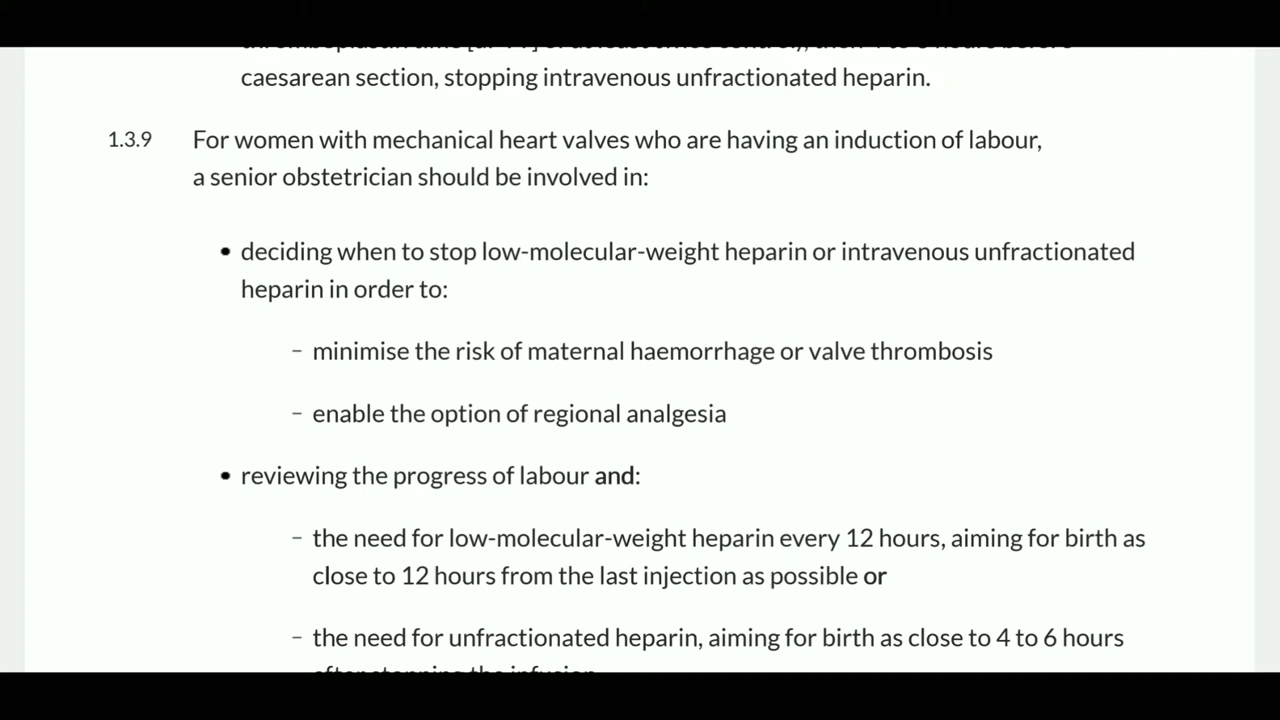 caesarean section, stopping intravenous unfractionated heparin.
1.3.9 For women with mechanical heart valves who are having an induction of labour,
a senior obstetrician should be involved in:
• deciding when to stop low-molecular-weight heparin or intravenous unfractionated
heparin in order to:
– minimise the risk of maternal haemorrhage or valve thrombosis
– enable the option of regional analgesia
• reviewing the progress of labour and:
– the need for low-molecular-weight heparin every 12 hours, aiming for birth as
close to 12 hours from the last injection as possible or
– the need for unfractionated heparin, aiming for birth as close to 4 to 6 hours
after stopping the infusion